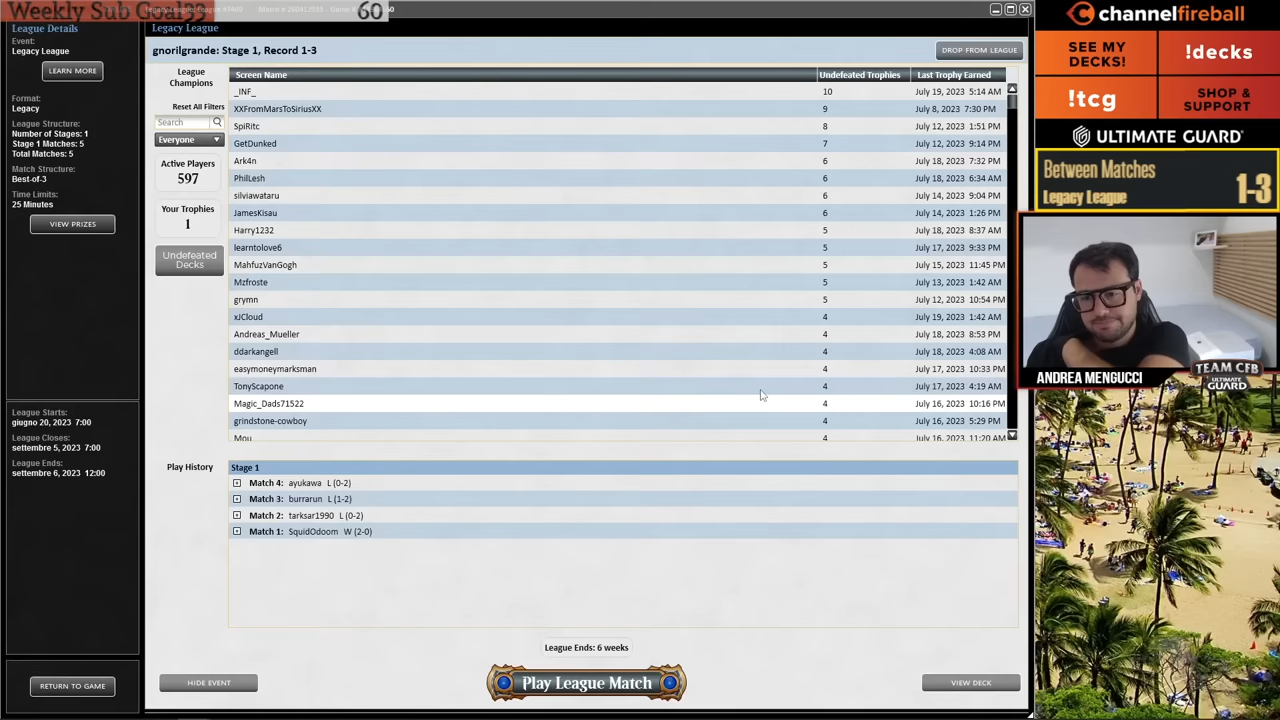 Weekly Sub Goal
60
League Details
Event:
Legacy League
LEARN MORE
Format:
Legacy
League Structure:
Number of Stages: 1
Stage 1 Matches: 5
Total Matches: 5
Match Structure:
Best-of-3
Time Limits:
25 Minutes
VIEW PRIZES
League Starts:
giugno 20, 2023 7:00
League Closes:
settembre 5, 2023 7:00
League Ends:
settembre 6, 2023 12:00
RETURN TO GAME
Legacy League
gnorilgrande: Stage 1, Record 1-3
DROP FROM LEAGUE
League Champions
Reset All Filters
Search
Everyone
Active Players
597
Your Trophies
1
Undefeated Decks
Screen Name Undefeated Trophies Last Trophy Earned
_INF_ 10 July 19, 2023 5:14 AM
XXFromMarsToSiriusXX 9 July 8, 2023 7:30 PM
SpiRitc 8 July 12, 2023 1:51 PM
GetDunked 7 July 12, 2023 9:14 PM
Ark4n 6 July 18, 2023 7:32 PM
PhilLesh 6 July 18, 2023 6:34 AM
silviawataru 6 July 14, 2023 9:04 PM
JamesKisau 6 July 14, 2023 1:26 PM
Harry1232 5 July 18, 2023 8:37 AM
learntolove6 5 July 17, 2023 9:33 PM
MahfuzVanGogh 5 July 15, 2023 11:45 PM
Mzfroste 5 July 13, 2023 1:42 AM
grymn 5 July 12, 2023 10:54 PM
xJCloud 4 July 19, 2023 1:42 AM
Andreas_Mueller 4 July 18, 2023 8:53 PM
ddarkangell 4 July 18, 2023 4:08 AM
easymoneymarksman 4 July 17, 2023 10:33 PM
TonyScapone 4 July 17, 2023 4:19 AM
Magic_Dads71522 4 July 16, 2023 10:16 PM
grindstone-cowboy 4 July 16, 2023 5:29 PM
Mou 4 July 16, 2023 11:20 AM
Play History
Stage 1
Match 4: ayukawa L (0-2)
Match 3: burrarun L (1-2)
Match 2: tarksar1990 L (0-2)
Match 1: SquidOdoom W (2-0)
League Ends: 6 weeks
HIDE EVENT
Play League Match
VIEW DECK
channelfireball
SEE MY DECKS!
!decks
!tcg
SHOP & SUPPORT
ULTIMATE GUARD
Between Matches
Legacy League
1-3
ANDREA MENGUCCI
TEAM CFB
ULTIMATE GUARD